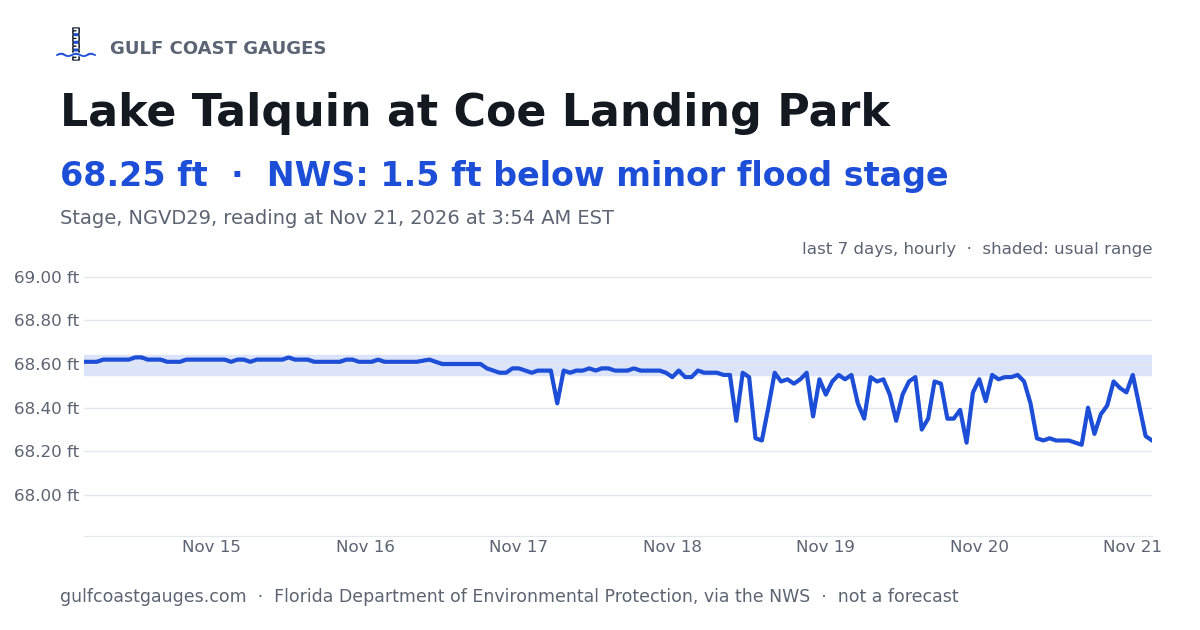 GULF COAST GAUGES
Lake Talquin at Coe Landing Park
68.25 ft · NWS: 1.5 ft below minor flood stage
Stage, NGVD29, reading at Nov 21, 2026 at 3:54 AM EST
last 7 days, hourly · shaded: usual range
69.00 ft
68.80 ft
68.60 ft
68.40 ft
68.20 ft
68.00 ft
Nov 15 Nov 16 Nov 17 Nov 18 Nov 19 Nov 20 Nov 21
gulfcoastgauges.com · Florida Department of Environmental Protection, via the NWS · not a forecast